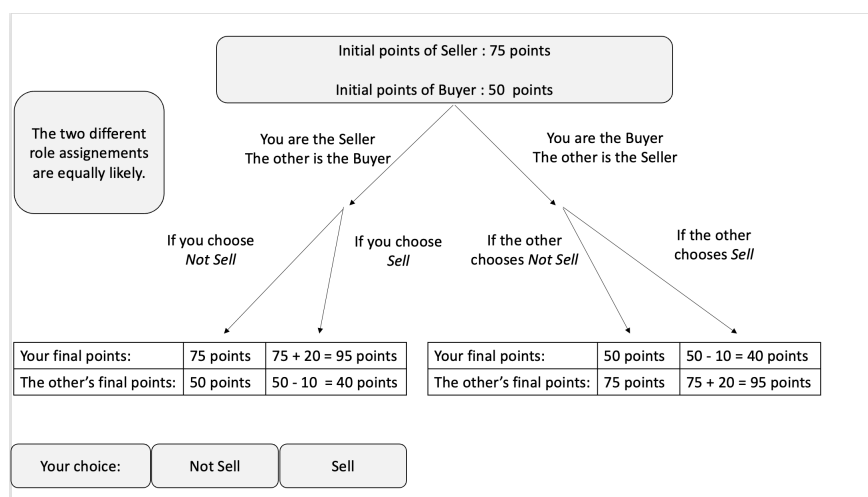 Initial points of Seller : 75 points
Initial points of Buyer : 50 points
The two different
role assignements
are equally likely.
You are the Seller
The other is the Buyer
You are the Buyer
The other is the Seller
If you choose
Not Sell
If you choose
Sell
If the other
chooses Not Sell
If the other
chooses Sell
Your final points: 75 points 75 + 20 = 95 points
The other’s final points: 50 points 50 - 10 = 40 points
Your final points: 50 points 50 - 10 = 40 points
The other’s final points: 75 points 75 + 20 = 95 points
Your choice: Not Sell Sell